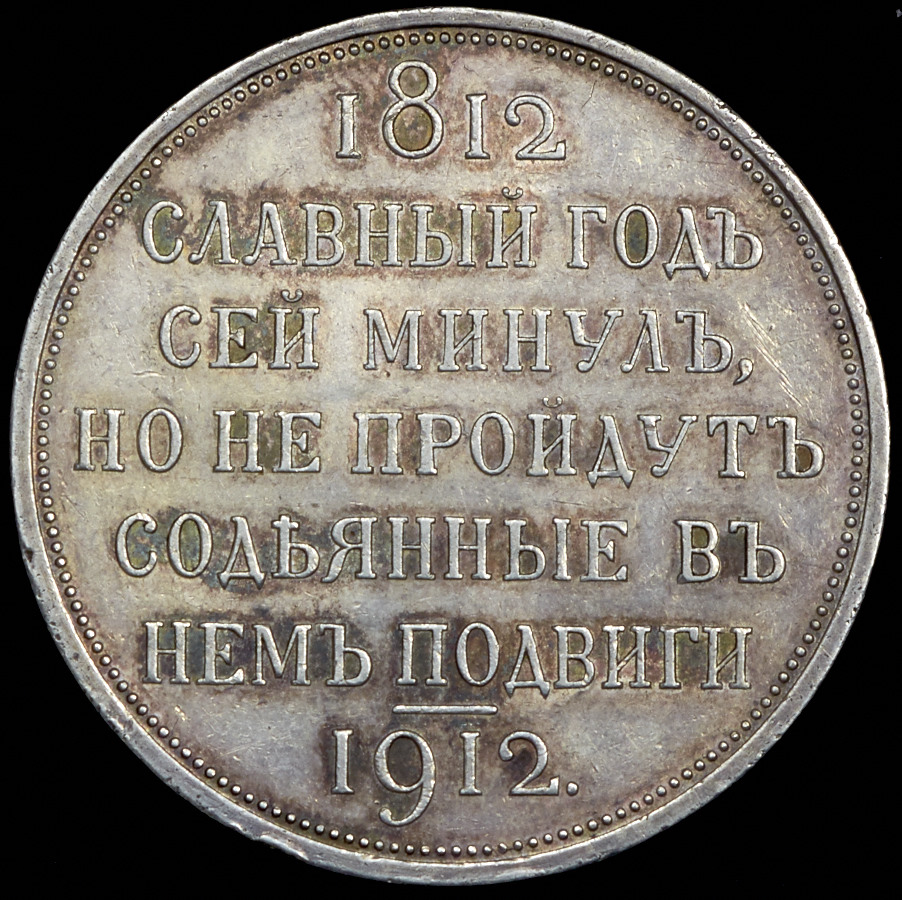 1812
СЛАВНЫЙ ГОДЪ
СЕЙ МИНУЛЪ,
НО НЕ ПРОЙДУТЪ
СОДѢЯННЫЕ ВЪ
НЕМЪ ПОДВИГИ
1912.